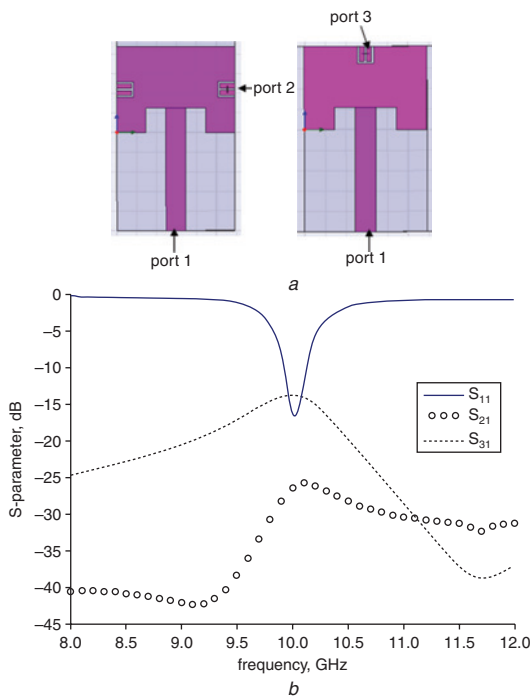 port 3
port 2
port 1
port 1
a
0
–5
–10
–15
–20
–25
–30
–35
–40
–45
S-parameter, dB
S11
S21
S31
8.0 8.5 9.0 9.5 10.0 10.5 11.0 11.5 12.0
frequency, GHz
b